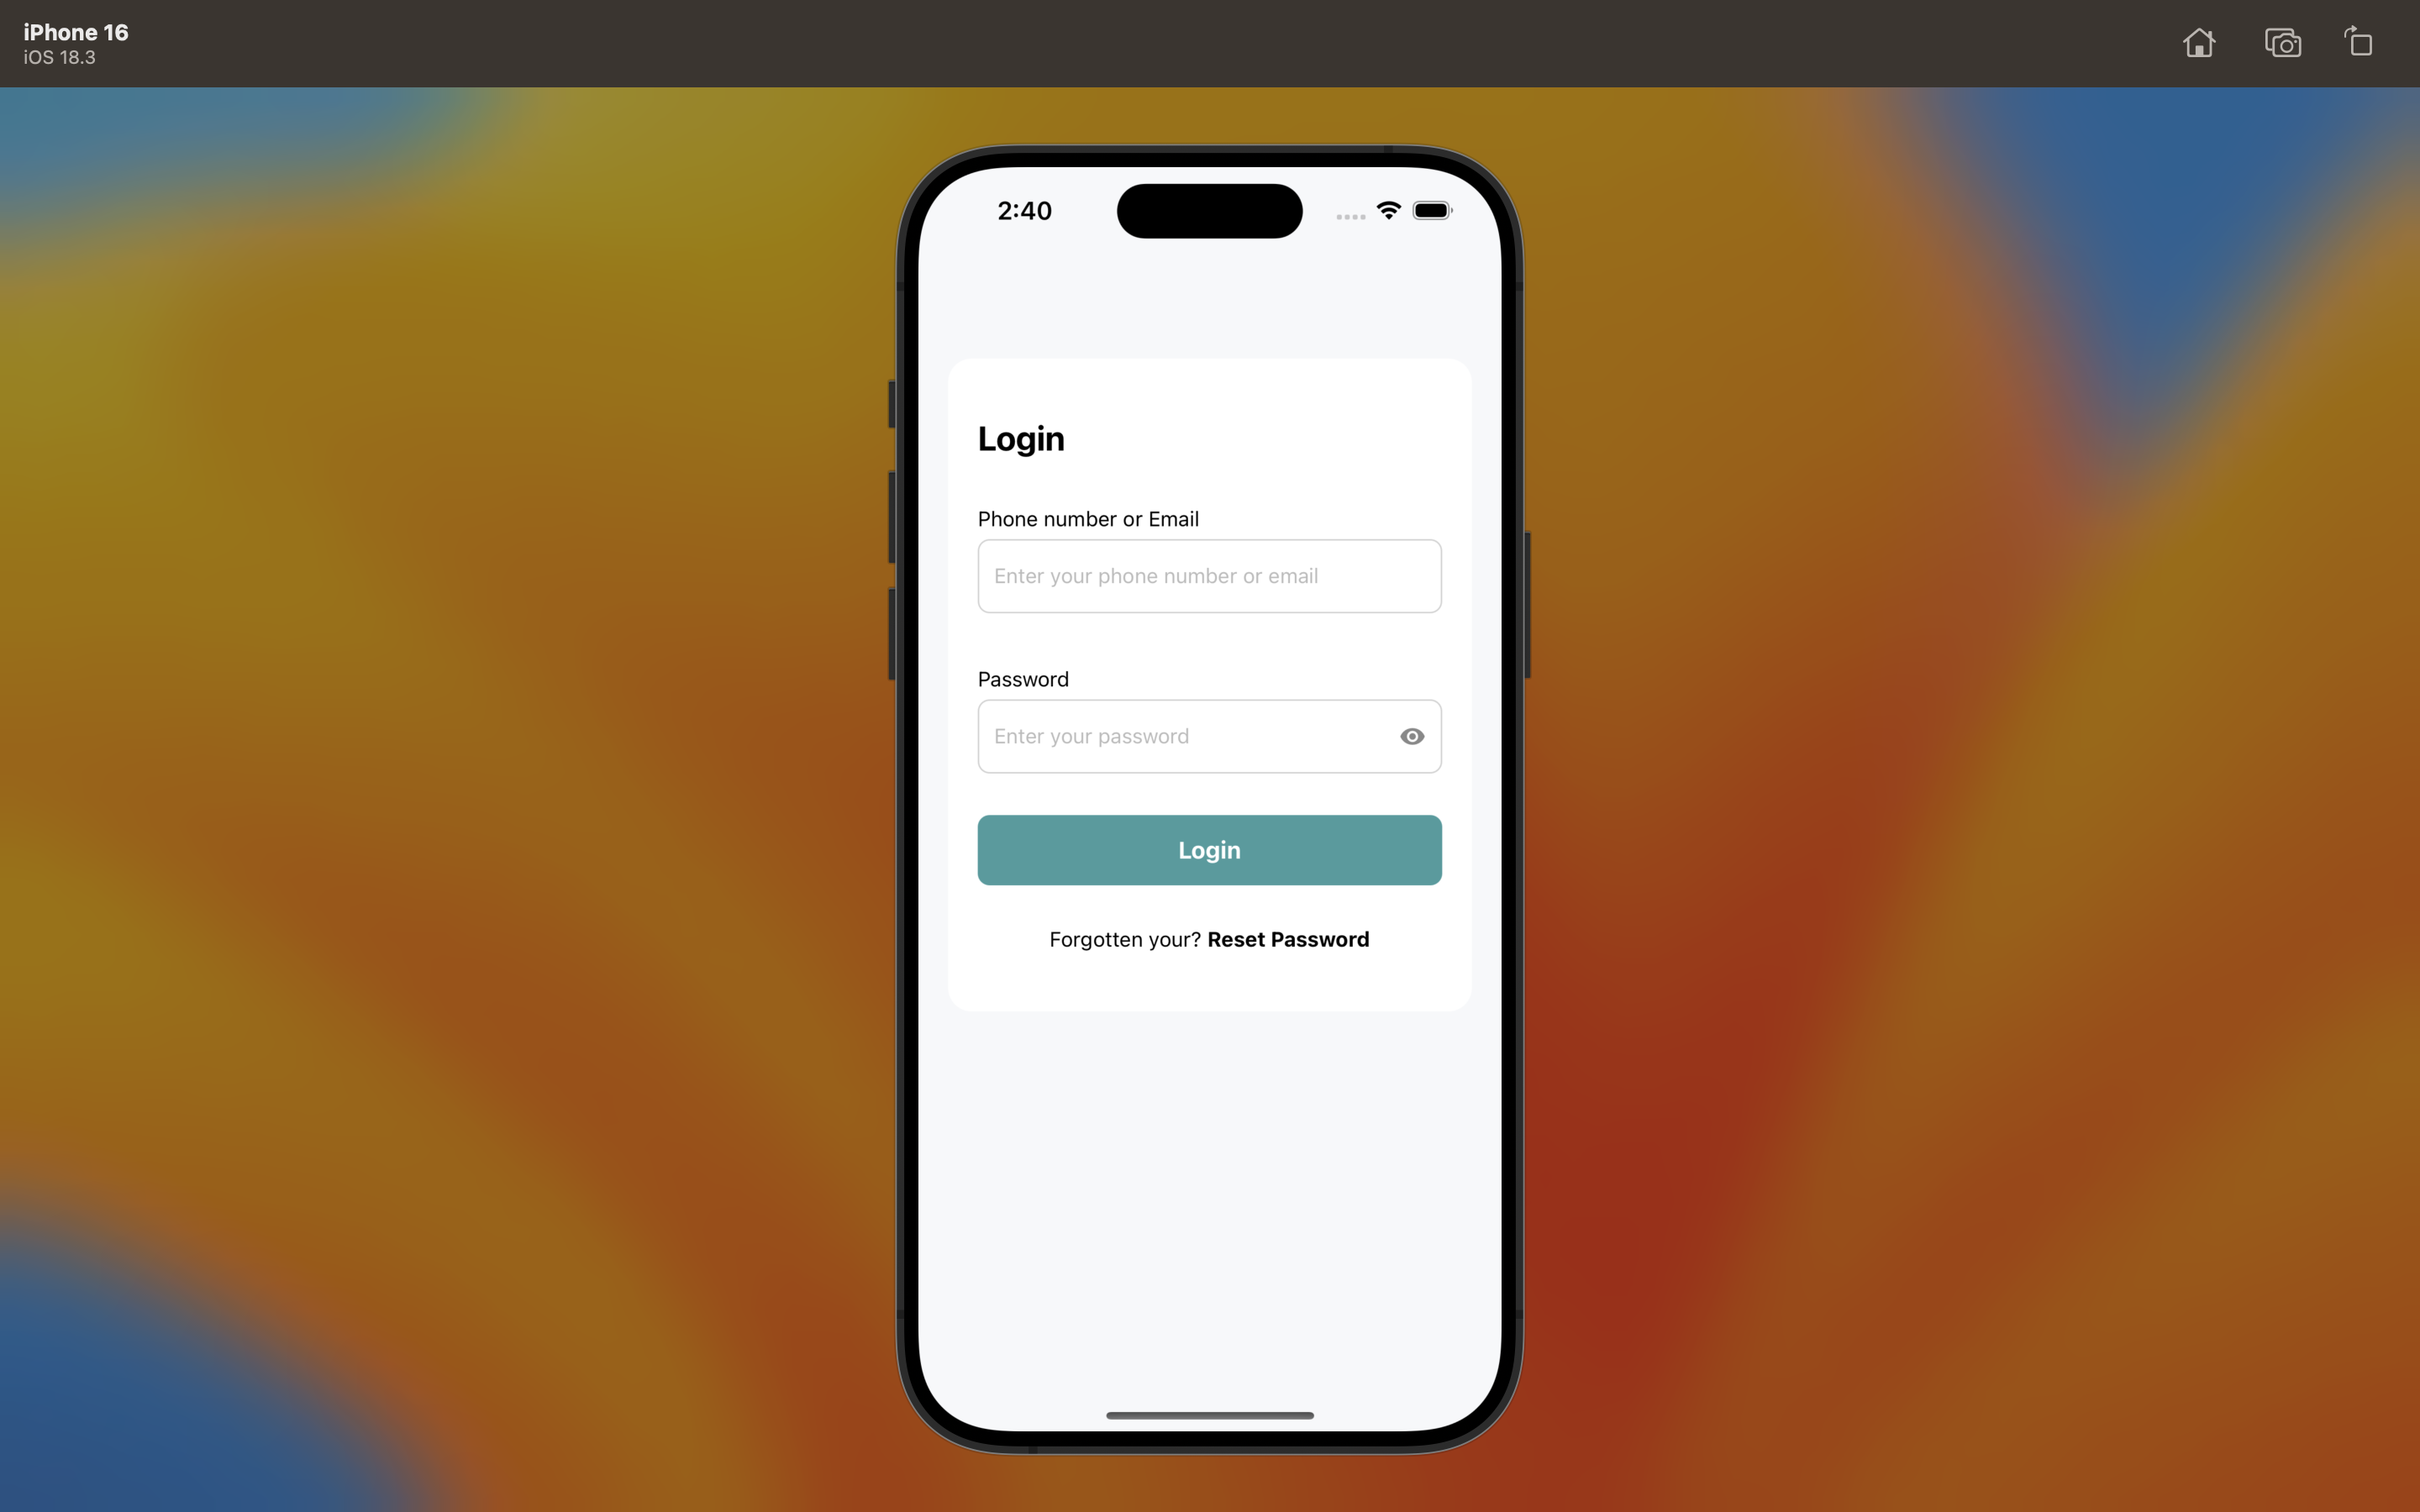 iPhone 16
iOS 18.3
2:40
Login
Phone number or Email
Enter your phone number or email
Password
Enter your password
Login
Forgotten your? Reset Password